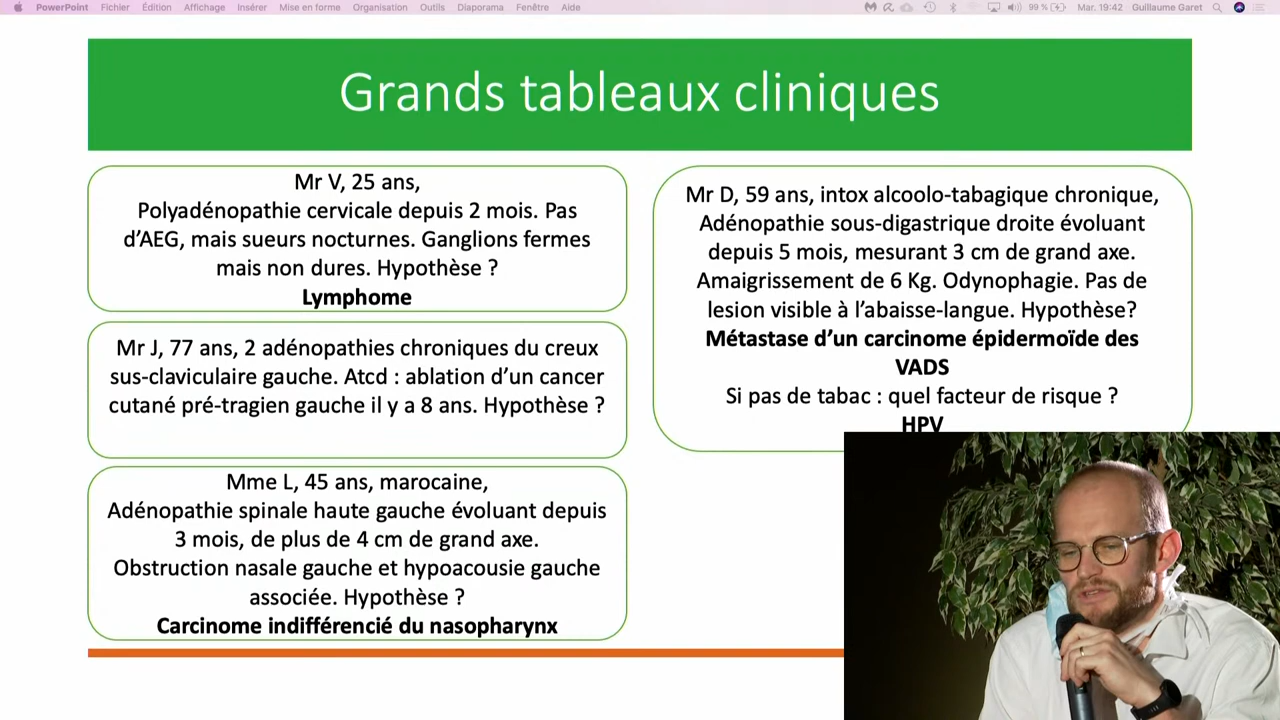 PowerPoint Fichier Édition Affichage Insérer Mise en forme Organisation Outils Diaporama Fenêtre Aide 99 % Mar. 19:42 Guillaume Garet
Grands tableaux cliniques
Mr V, 25 ans,
Polyadénopathie cervicale depuis 2 mois. Pas
d’AEG, mais sueurs nocturnes. Ganglions fermes
mais non dures. Hypothèse ?
Lymphome
Mr J, 77 ans, 2 adénopathies chroniques du creux
sus-claviculaire gauche. Atcd : ablation d’un cancer
cutané pré-tragien gauche il y a 8 ans. Hypothèse ?
Mme L, 45 ans, marocaine,
Adénopathie spinale haute gauche évoluant depuis
3 mois, de plus de 4 cm de grand axe.
Obstruction nasale gauche et hypoacousie gauche
associée. Hypothèse ?
Carcinome indifférencié du nasopharynx
Mr D, 59 ans, intox alcoolo-tabagique chronique,
Adénopathie sous-digastrique droite évoluant
depuis 5 mois, mesurant 3 cm de grand axe.
Amaigrissement de 6 Kg. Odynophagie. Pas de
lesion visible à l’abaisse-langue. Hypothèse?
Métastase d’un carcinome épidermoïde des
VADS
Si pas de tabac : quel facteur de risque ?
HPV